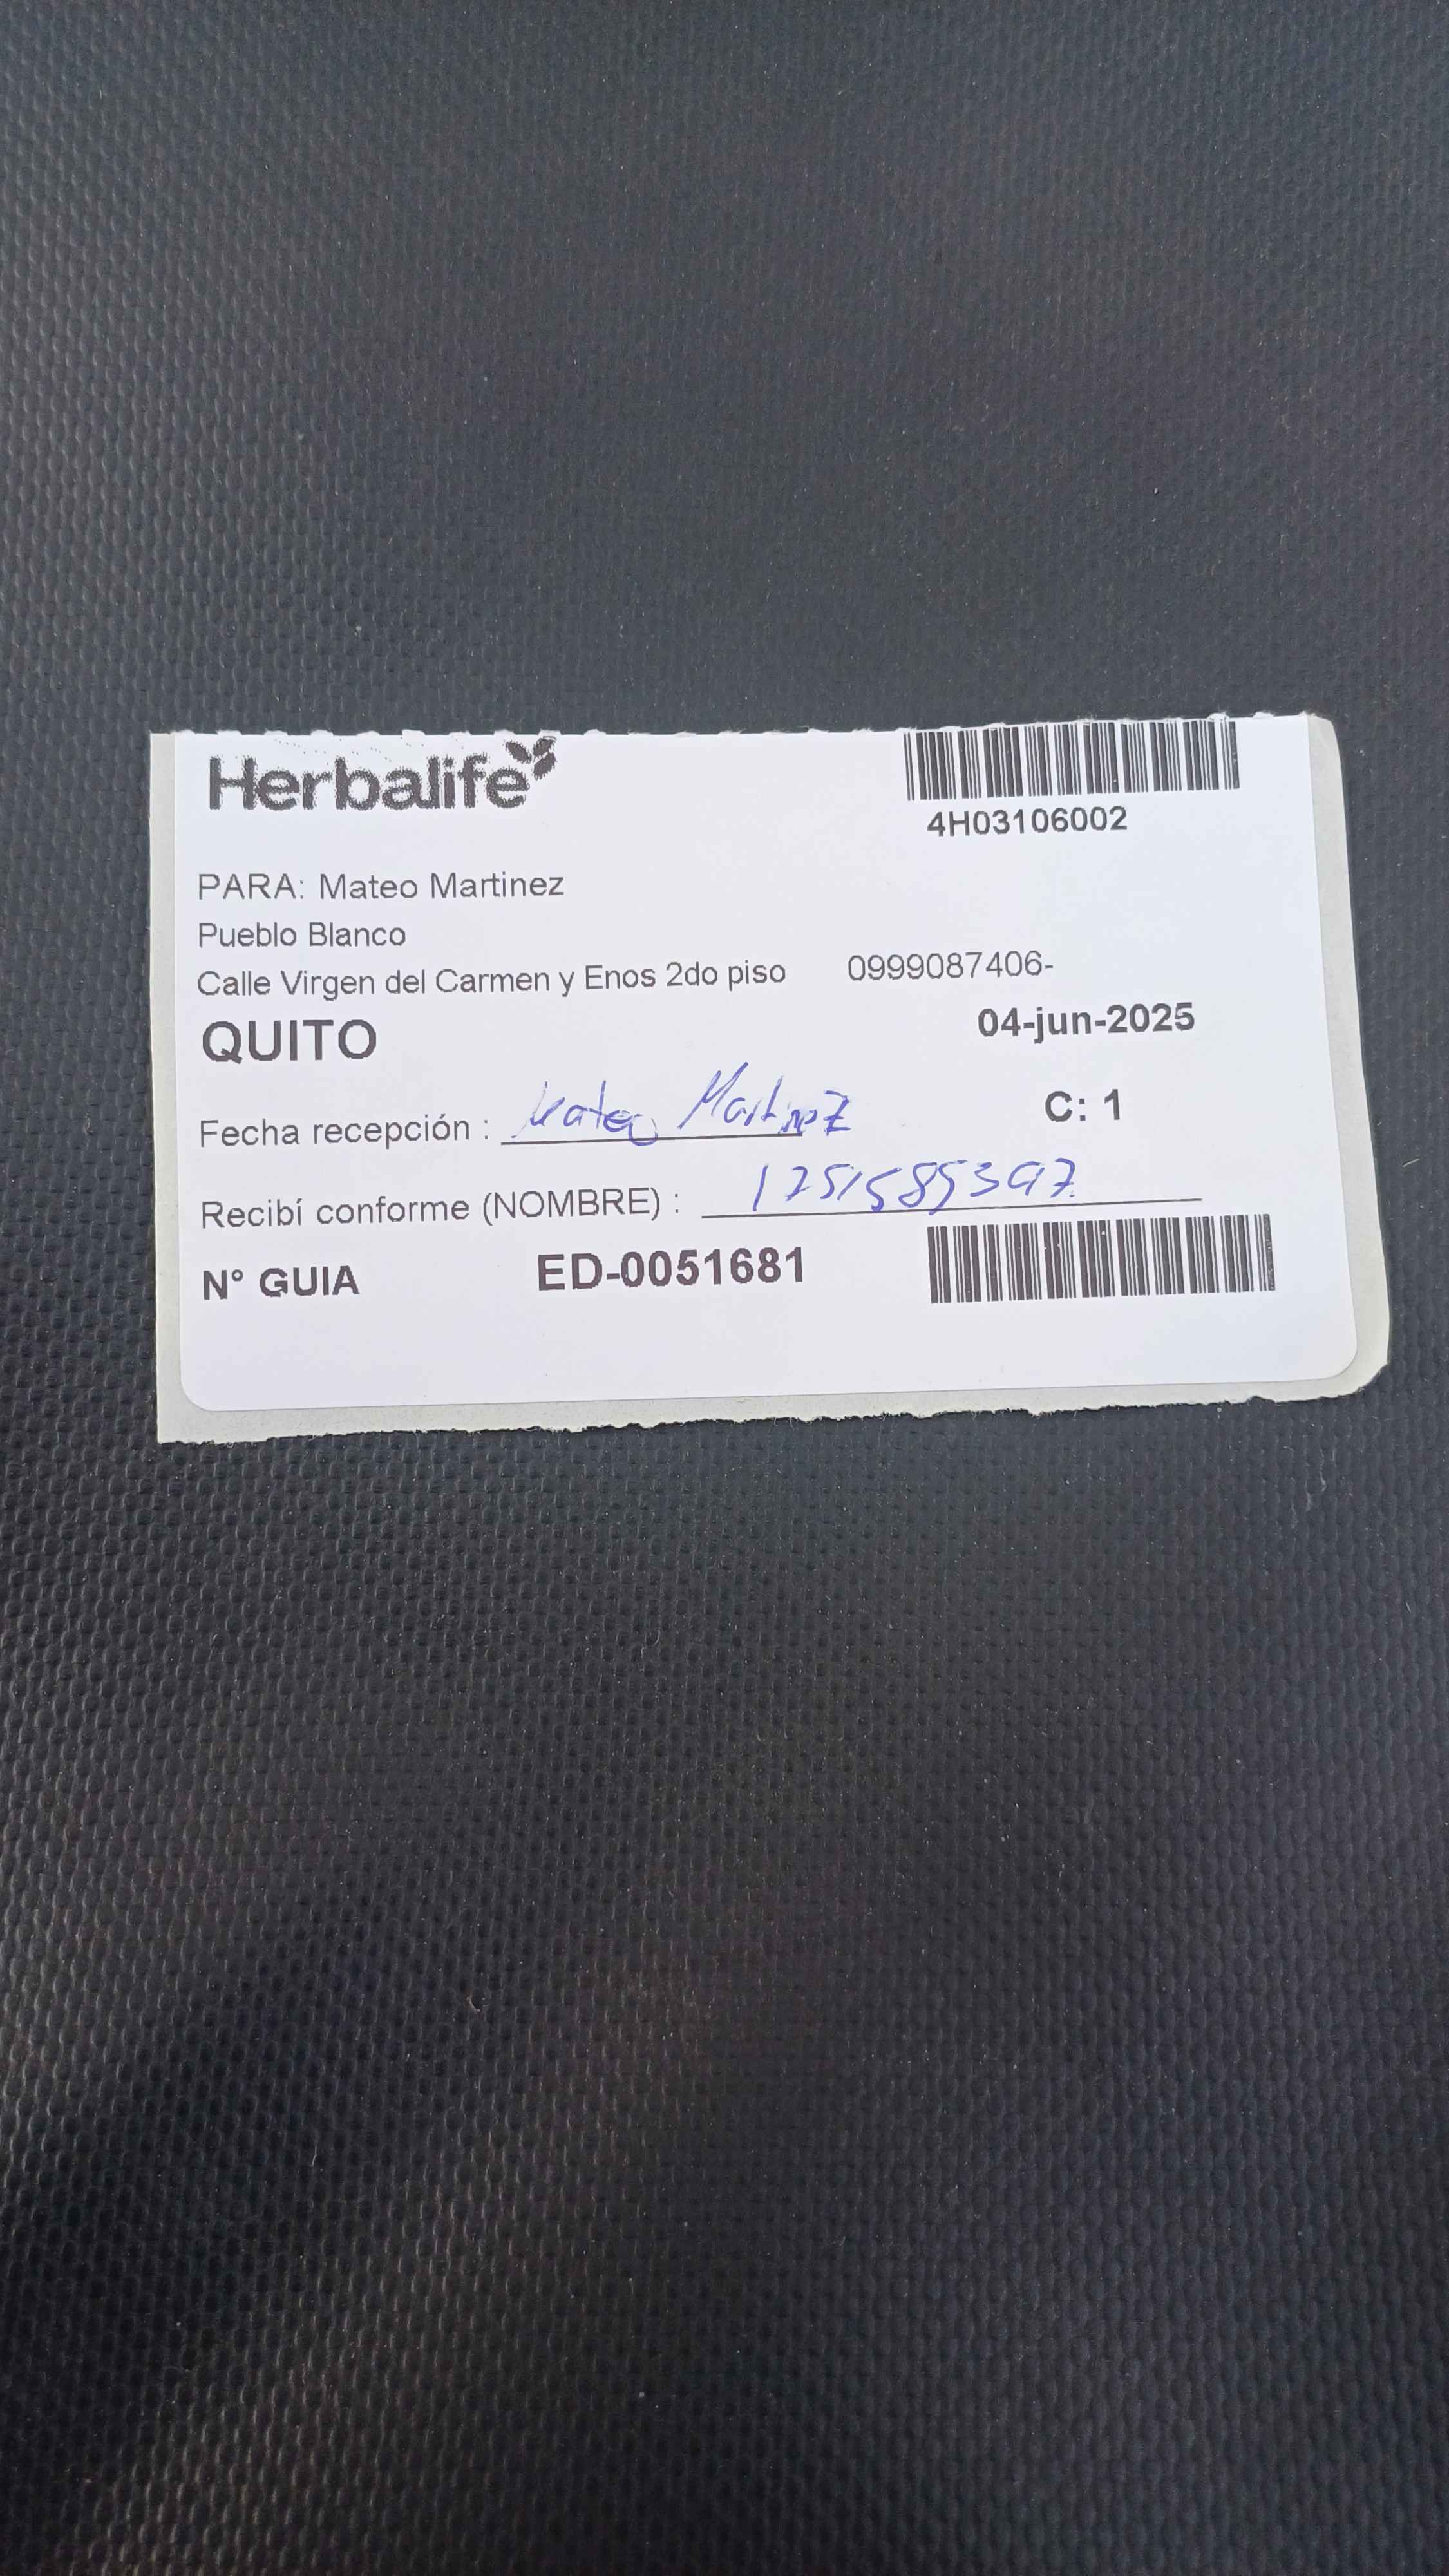 Herbalife
4H03106002
PARA: Mateo Martinez
Pueblo Blanco
Calle Virgen del Carmen y Enos 2do piso 0999087406-
QUITO 04-jun-2025
Fecha recepción : Mateo Martinez C: 1
Recibí conforme (NOMBRE) :
N° GUIA ED-0051681